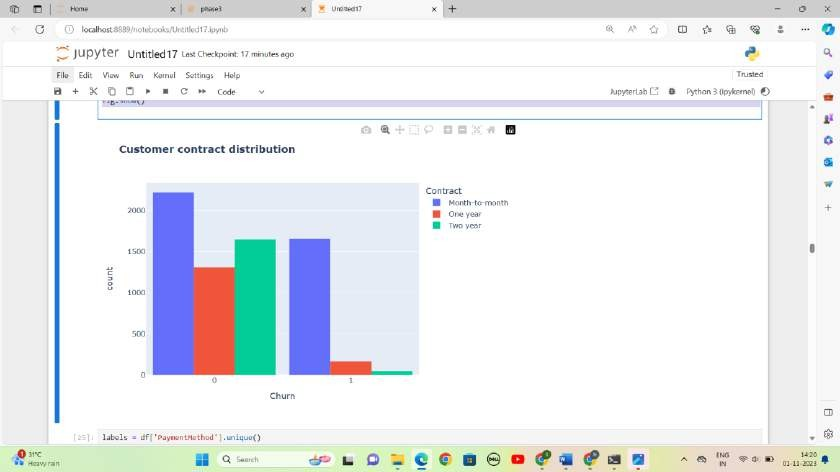 Home
phase3
Untitled17
localhost:8889/notebooks/Untitled17.ipynb
jupyter Untitled17 Last Checkpoint: 17 minutes ago
File Edit View Run Kernel Settings Help
Trusted
Code
JupyterLab
Python 3 (ipykernel)
fig.show()
Customer contract distribution
Contract
Month-to-month
One year
Two year
2000
1500
1000
500
0
count
0 1
Churn
[25]: labels = df['PaymentMethod'].unique()
31°C
Heavy rain
Search
DELL
ENG
IN
14:20
01-11-2023